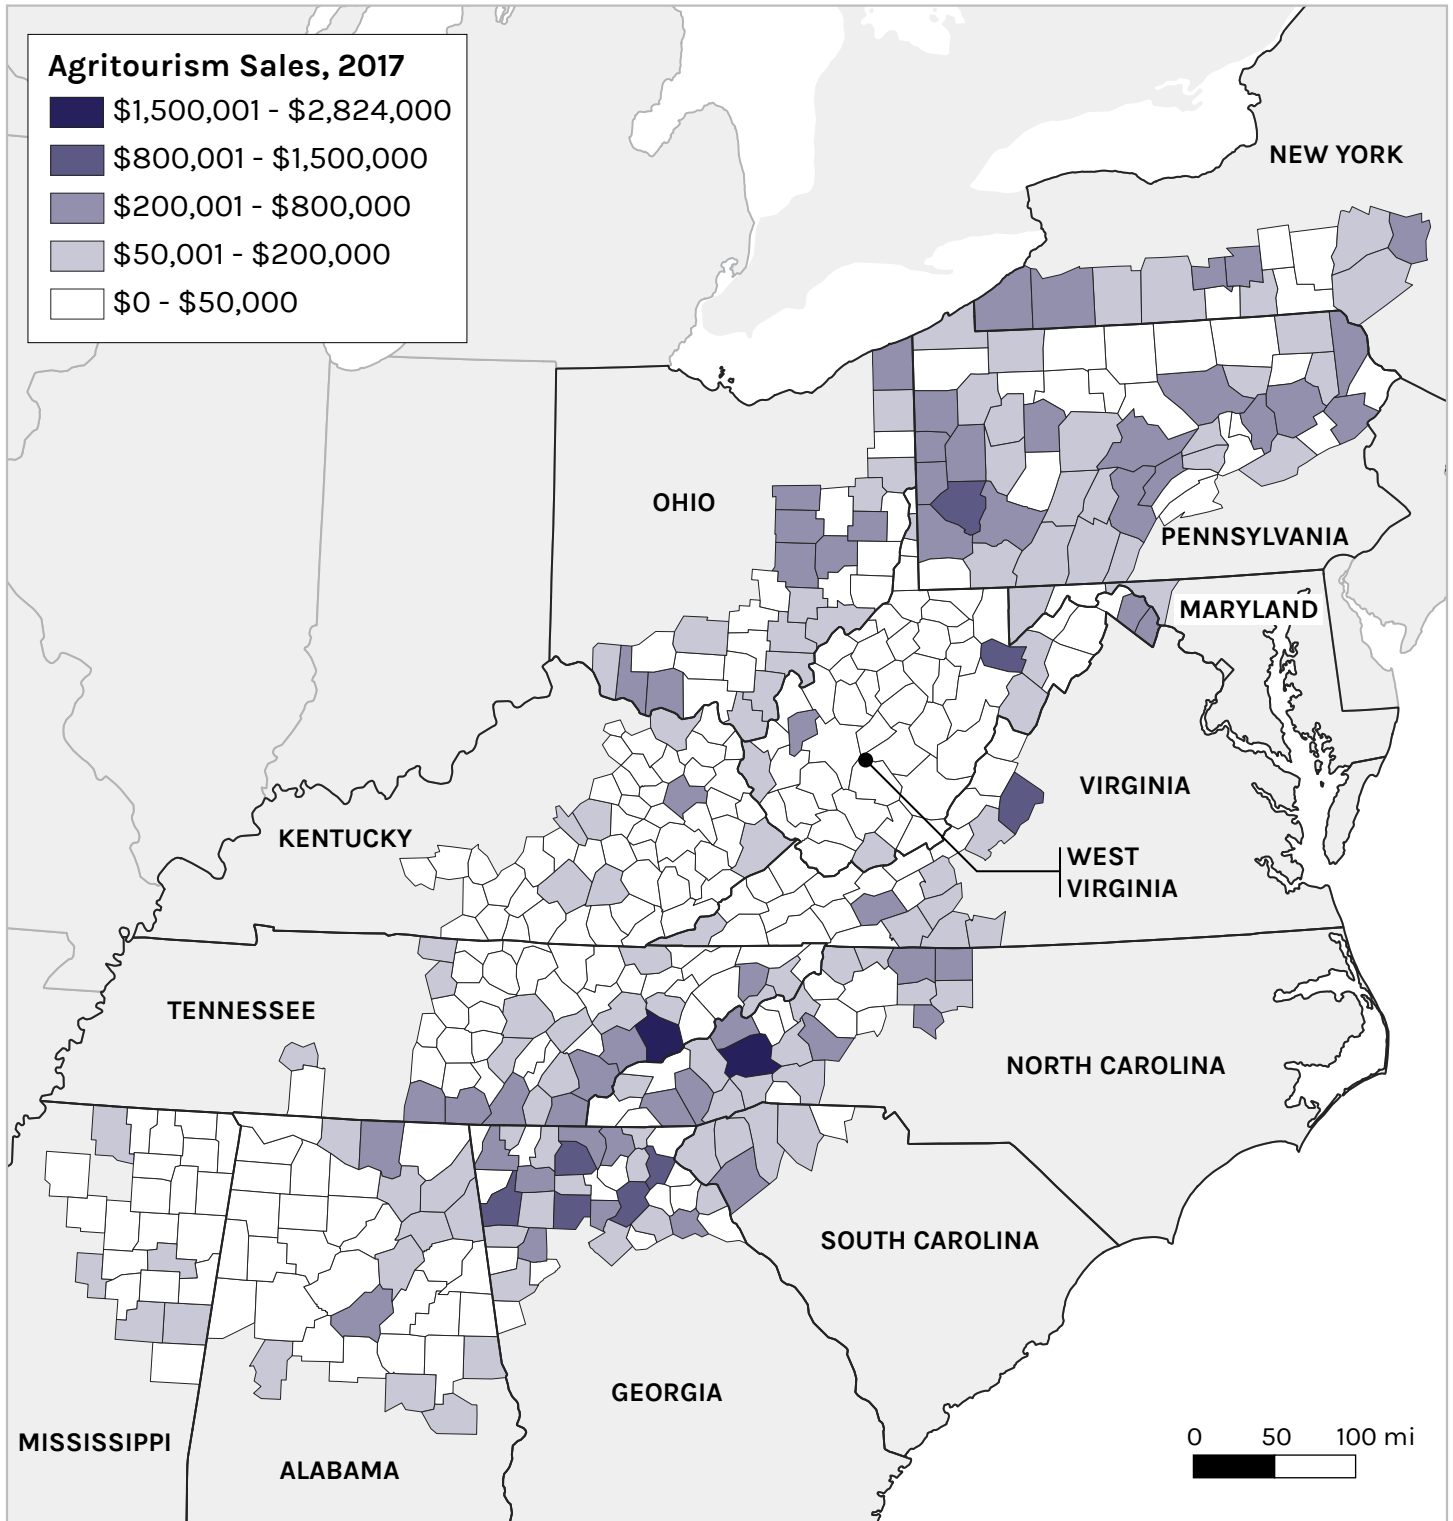 Agritourism Sales, 2017
$1,500,001 - $2,824,000
$800,001 - $1,500,000
$200,001 - $800,000
$50,001 - $200,000
$0 - $50,000
NEW YORK
OHIO
PENNSYLVANIA
MARYLAND
VIRGINIA
KENTUCKY
WEST
VIRGINIA
TENNESSEE
NORTH CAROLINA
SOUTH CAROLINA
GEORGIA
MISSISSIPPI
ALABAMA
0 50 100 mi